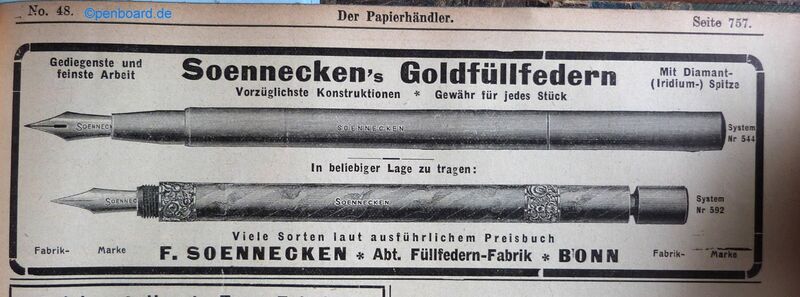 No. 48.
©penboard.de
Der Papierhändler.
Seite 757.
Gediegenste und
feinste Arbeit
Soennecken's Goldfüllfedern
Vorzüglichste Konstruktionen * Gewähr für jedes Stück
Mit Diamant-
(Iridium-) Spitze
SOENNECKEN
System
Nr 544
In beliebiger Lage zu tragen:
SOENNECKEN
System
Nr 592
Viele Sorten laut ausführlichem Preisbuch
Fabrik- Marke
F. SOENNECKEN * Abt. Füllfedern-Fabrik * BONN
Fabrik- Marke